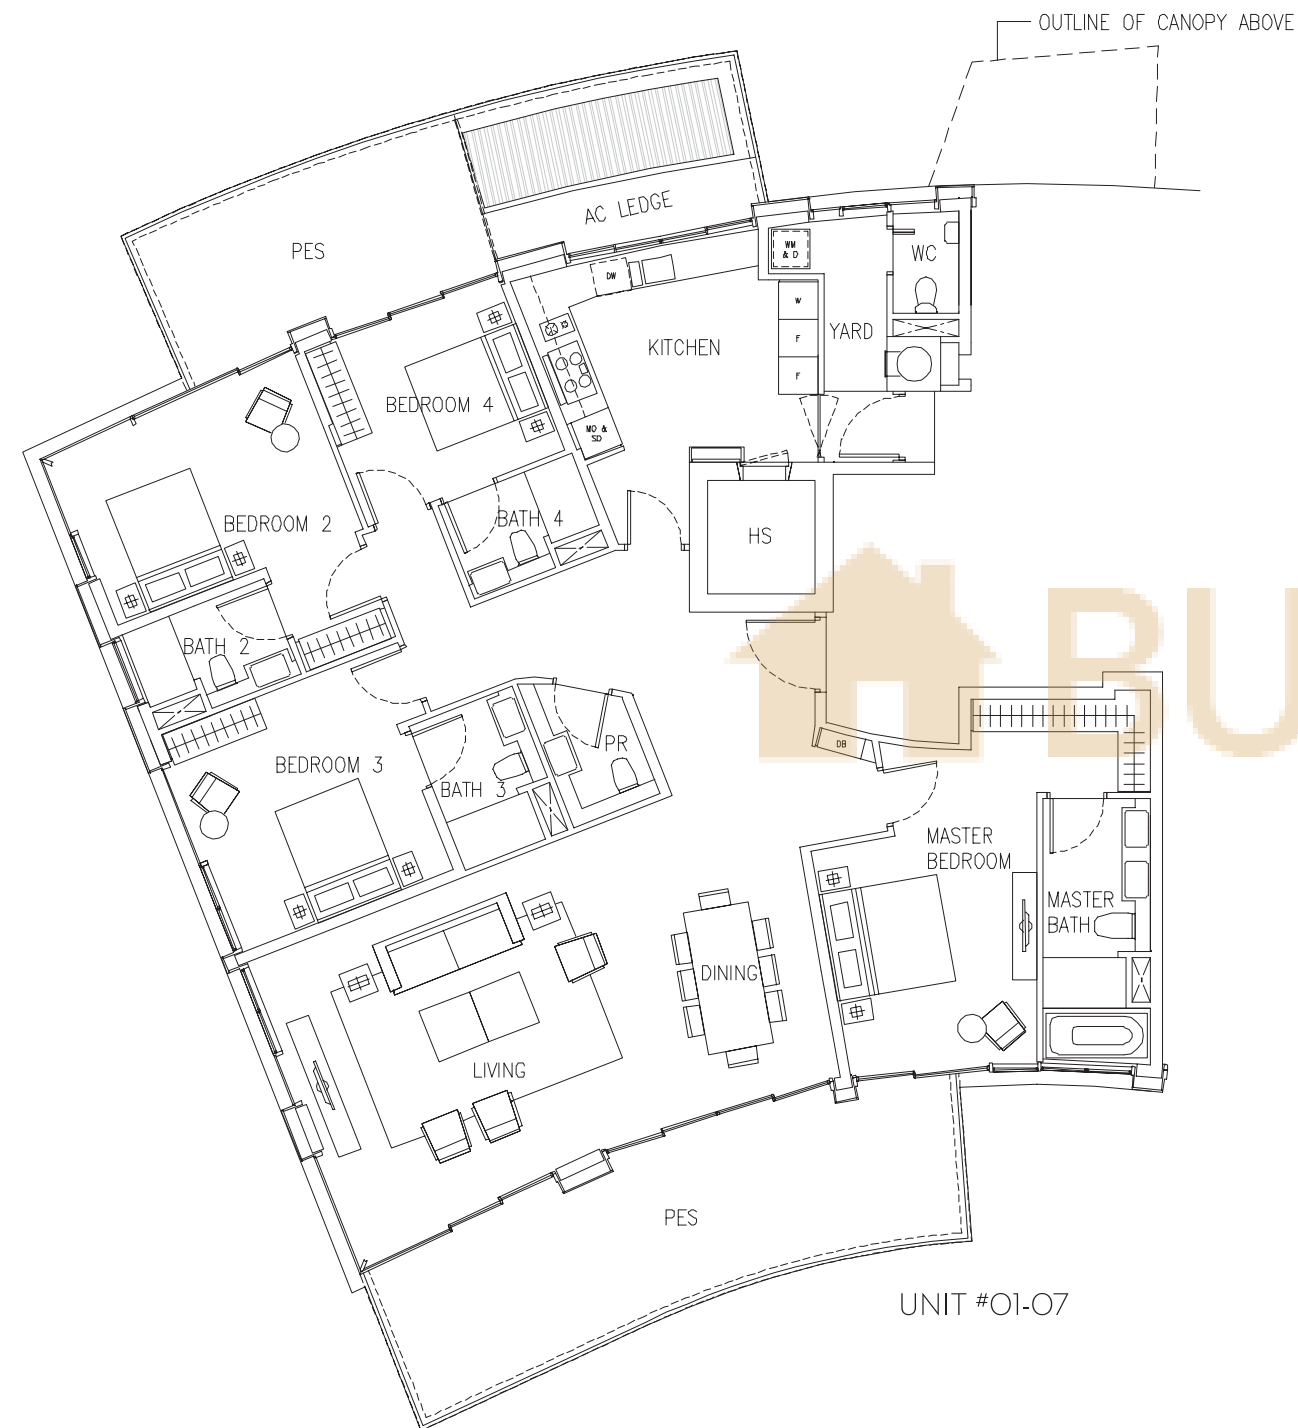 OUTLINE OF CANOPY ABOVE
AC LEDGE
PES
WM
& D
WC
DW
W
F
F
YARD
KITCHEN
BEDROOM 4
MO &
SD
BEDROOM 2
BATH 4
HS
BATH 2
BU
BEDROOM 3
PR
DB
BATH 3
MASTER
BEDROOM
MASTER
BATH
DINING
LIVING
PES
UNIT #01-07